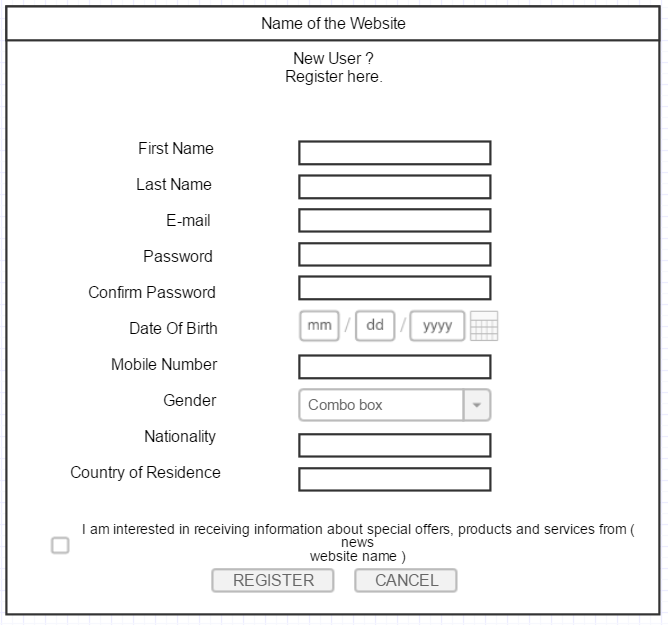 Name of the Website
New User ?
Register here.
First Name
Last Name
E-mail
Password
Confirm Password
Date Of Birth mm / dd / yyyy
Mobile Number
Gender Combo box
Nationality
Country of Residence
I am interested in receiving information about special offers, products and services from (
news
website name )
REGISTER CANCEL